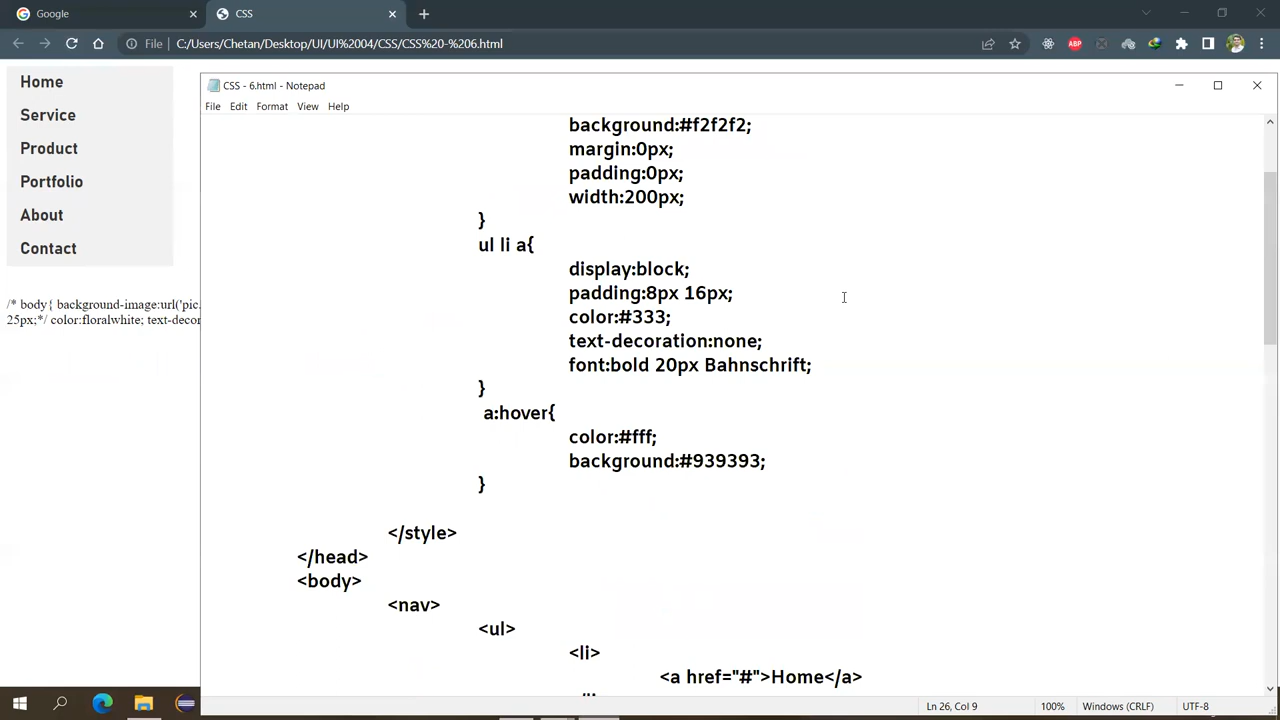 Google
CSS
File
C:/Users/Chetan/Desktop/UI/UI%2004/CSS/CSS%20-%206.html
ABP
Home
Service
Product
Portfolio
About
Contact
/* body{ background-image:url('pic.
25px;*/ color:floralwhite; text-decor
CSS - 6.html - Notepad
File Edit Format View Help
background:#f2f2f2;
margin:0px;
padding:0px;
width:200px;
}
ul li a{
display:block;
padding:8px 16px;
color:#333;
text-decoration:none;
font:bold 20px Bahnschrift;
}
a:hover{
color:#fff;
background:#939393;
}
</style>
</head>
<body>
<nav>
<ul>
<li>
<a href="#">Home</a>
Ln 26, Col 9 100% Windows (CRLF) UTF-8